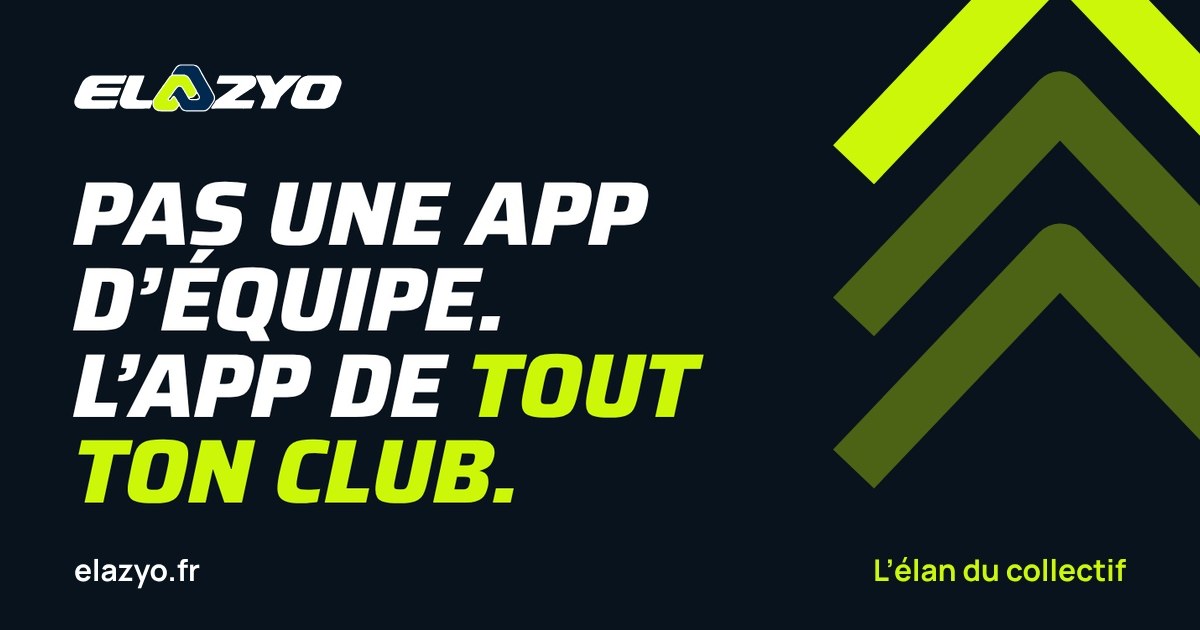 ELAZYO
PAS UNE APP
D’ÉQUIPE.
L’APP DE TOUT
TON CLUB.
elazyo.fr
L’élan du collectif